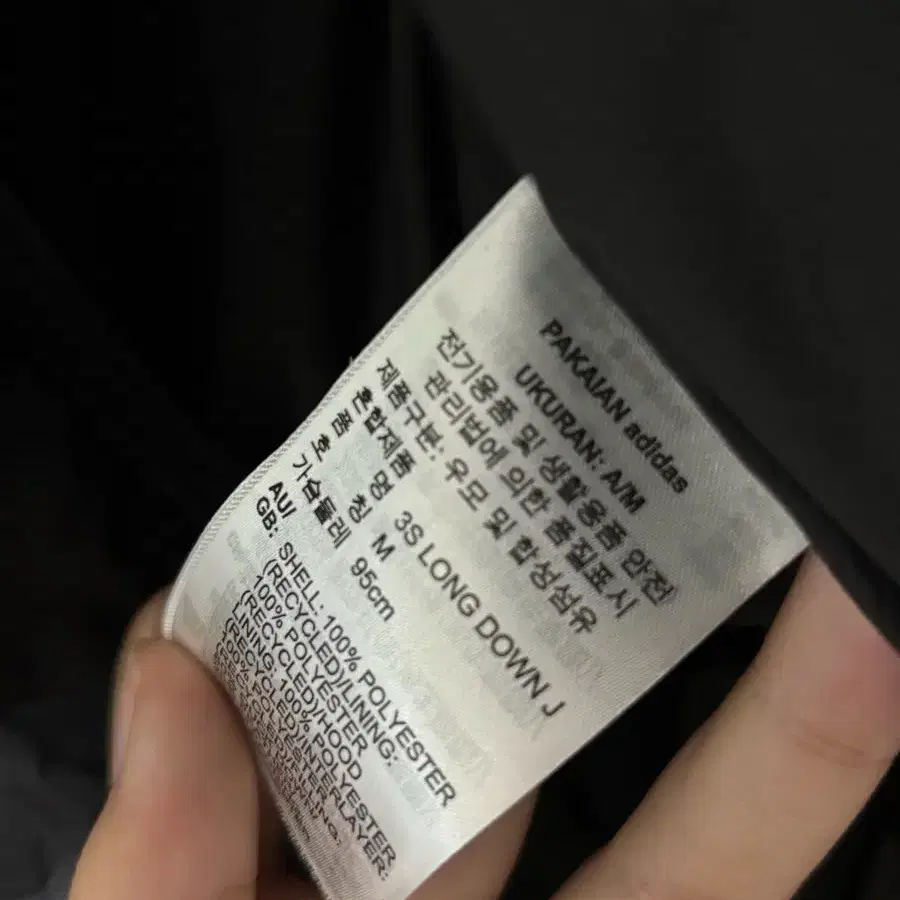 PAKAIAN adidas
UKURAN: A/M
전기용품 및 생활용품 안전
관리법에 의한 품질표시
제품구분: 우모 및 합성섬유
혼합제품
품 명칭 3S LONG DOWN J
호 M
가슴둘레 95cm
AU/
GB: SHELL: 100% POLYESTER
(RECYCLED)/LINING:
100% POLYESTER
(RECYCLED)/HOOD
LINING: 100% POLYESTER
(RECYCLED)/INTERLAYER:
100% POLYESTER